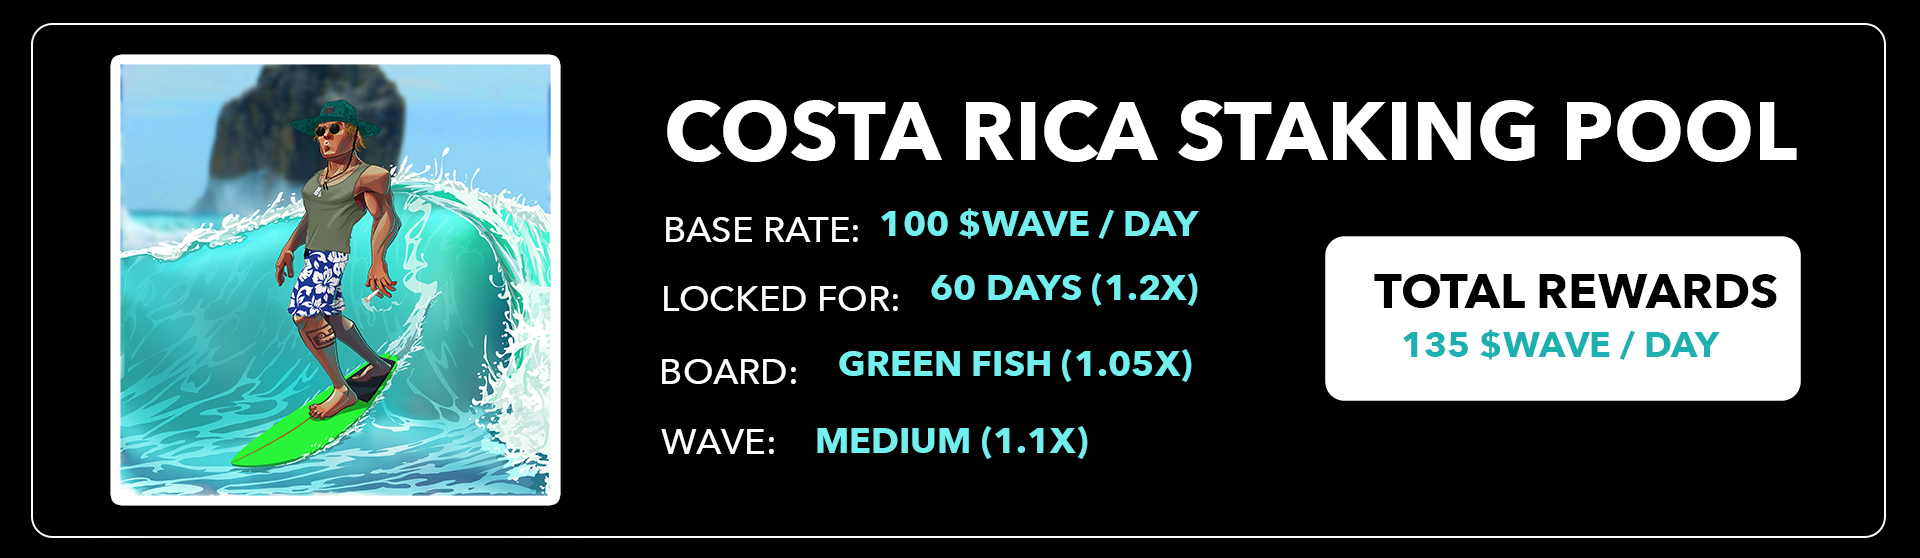 COSTA RICA STAKING POOL
BASE RATE: 100 $WAVE / DAY
LOCKED FOR: 60 DAYS (1.2X)
BOARD: GREEN FISH (1.05X)
WAVE: MEDIUM (1.1X)
TOTAL REWARDS
135 $WAVE / DAY